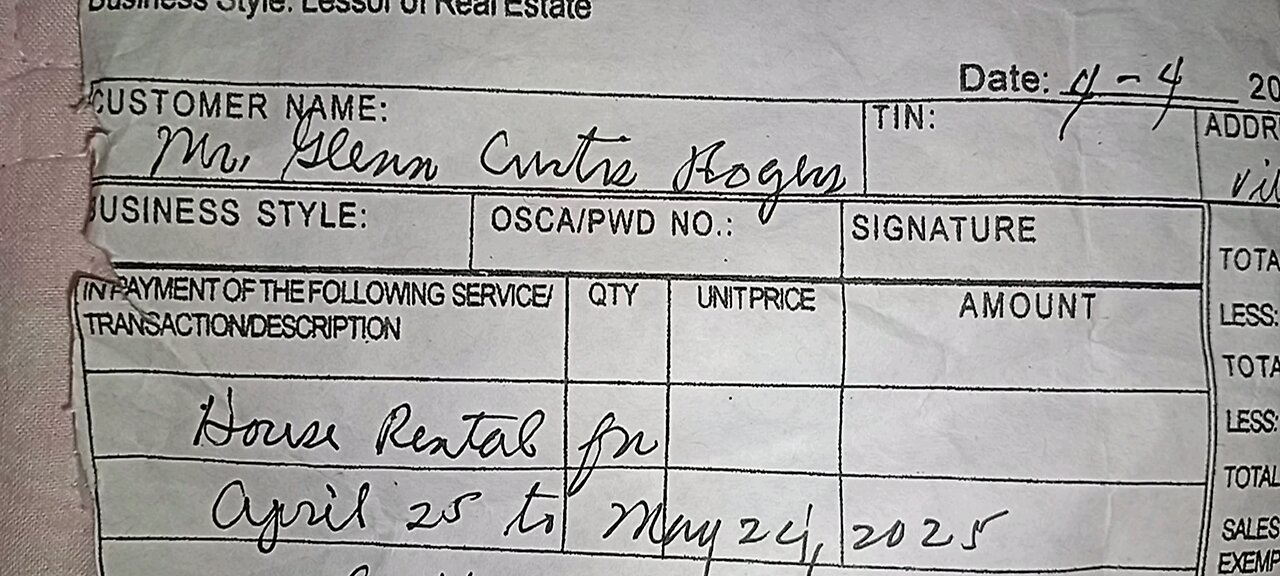 Business Style: Lessor of Real Estate
Date: 4-4 20
CUSTOMER NAME: TIN: ADDR
Mr. Glenn Curtis Rogers
BUSINESS STYLE: OSCA/PWD NO.: SIGNATURE
TOTA
IN PAYMENT OF THE FOLLOWING SERVICE/ QTY UNIT PRICE AMOUNT
LESS:
TRANSACTION/DESCRIPTION
TOTA
House Rental for
LESS:
TOTAL
April 25 to May 24, 2025
SALES
EXEMP